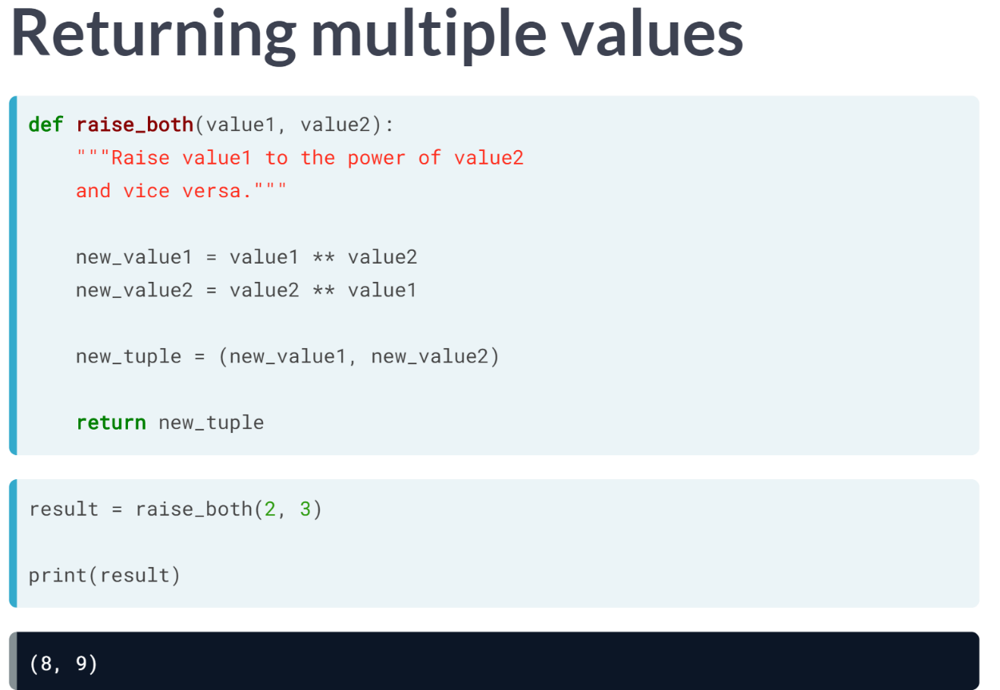 Returning multiple values
def raise_both(value1, value2):
    """Raise value1 to the power of value2
    and vice versa."""
    new_value1 = value1 ** value2
    new_value2 = value2 ** value1
    new_tuple = (new_value1, new_value2)
    return new_tuple
result = raise_both(2, 3)
print(result)
(8, 9)